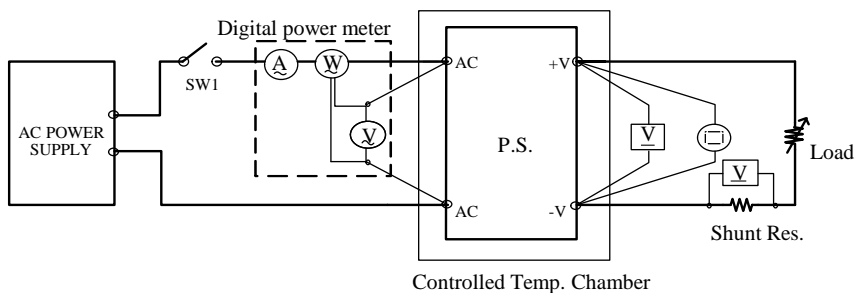 Digital power meter
A
W
SW1
AC
+V
AC POWER
SUPPLY
V
P.S.
V
Load
V
AC
-V
Shunt Res.
Controlled Temp. Chamber